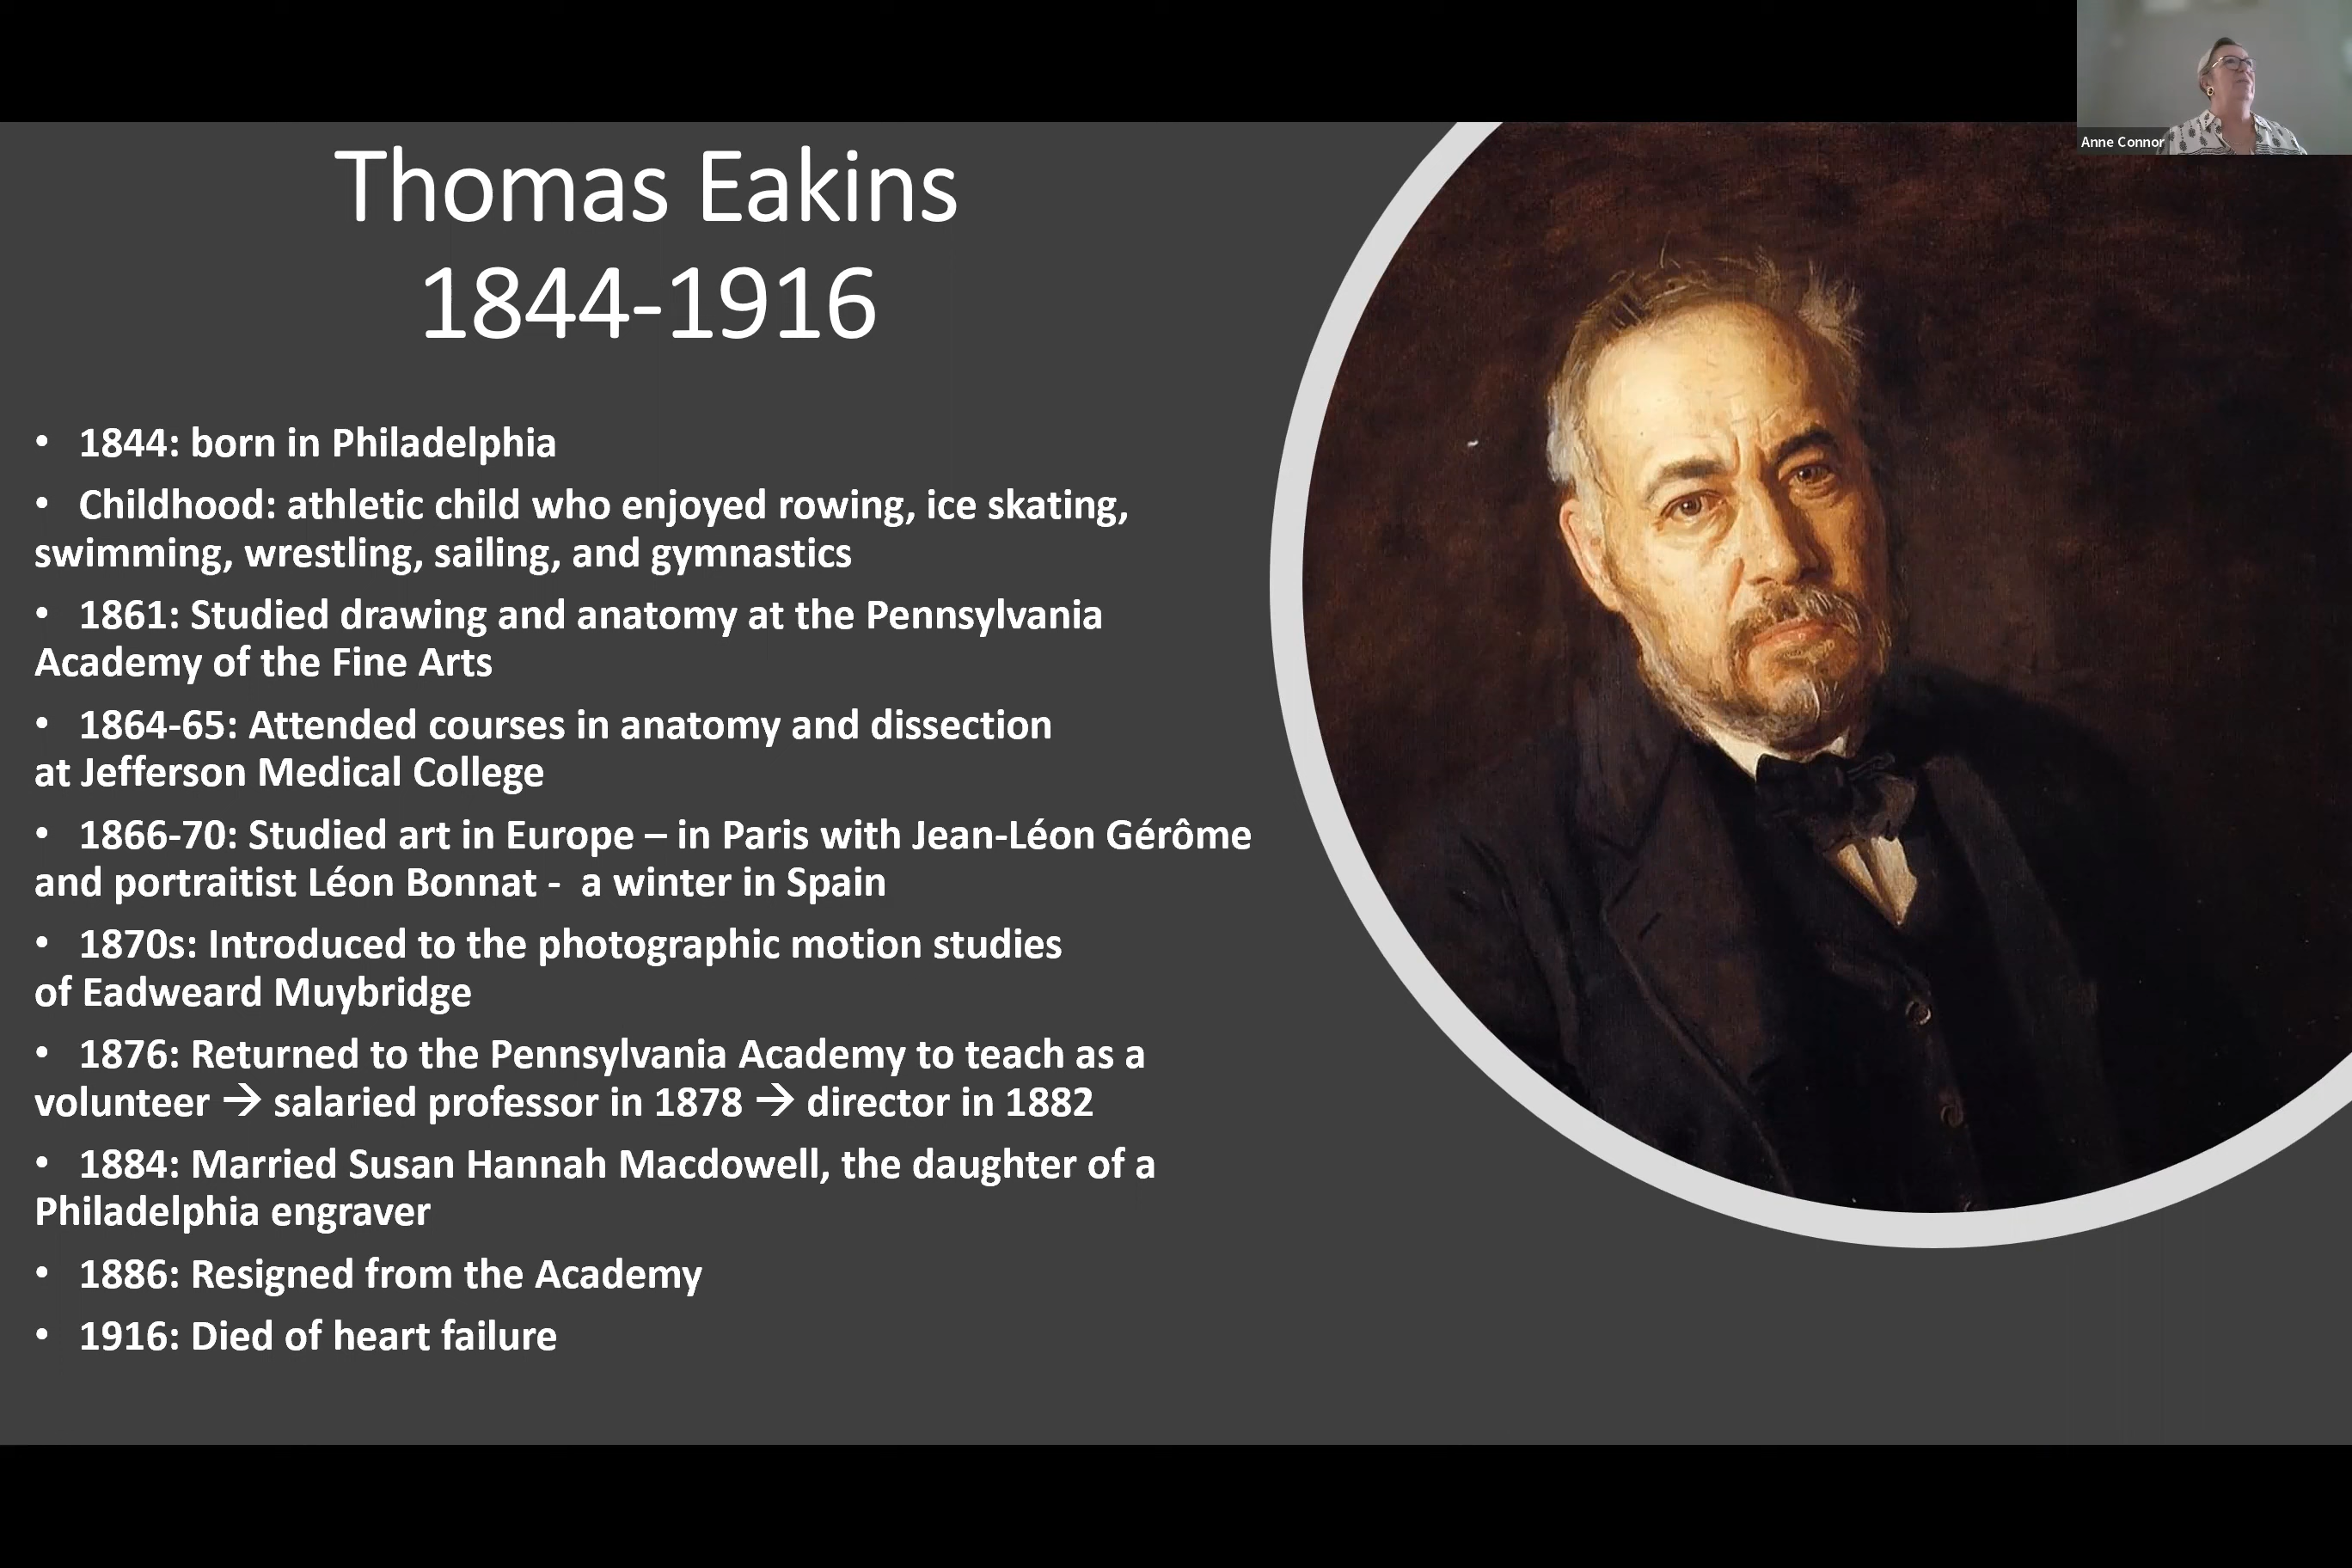 Anne Connor
Thomas Eakins
1844-1916
• 1844: born in Philadelphia
• Childhood: athletic child who enjoyed rowing, ice skating,
swimming, wrestling, sailing, and gymnastics
• 1861: Studied drawing and anatomy at the Pennsylvania
Academy of the Fine Arts
• 1864-65: Attended courses in anatomy and dissection
at Jefferson Medical College
• 1866-70: Studied art in Europe – in Paris with Jean-Léon Gérôme
and portraitist Léon Bonnat - a winter in Spain
• 1870s: Introduced to the photographic motion studies
of Eadweard Muybridge
• 1876: Returned to the Pennsylvania Academy to teach as a
volunteer → salaried professor in 1878 → director in 1882
• 1884: Married Susan Hannah Macdowell, the daughter of a
Philadelphia engraver
• 1886: Resigned from the Academy
• 1916: Died of heart failure